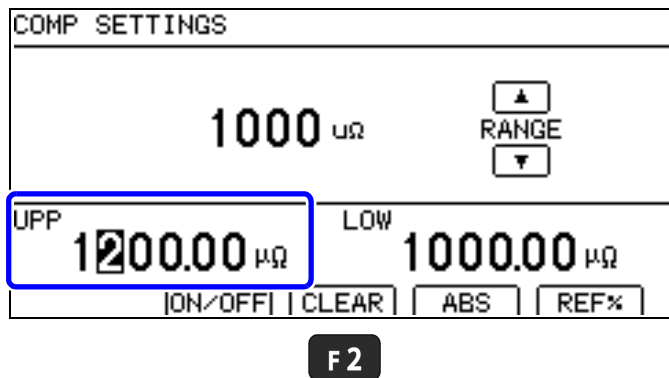 COMP SETTINGS
1000 uΩ
▲
RANGE
▼
UPP
1200.00 μΩ
LOW
1000.00 μΩ
|ON/OFF| |CLEAR| |ABS| |REF%|
F2